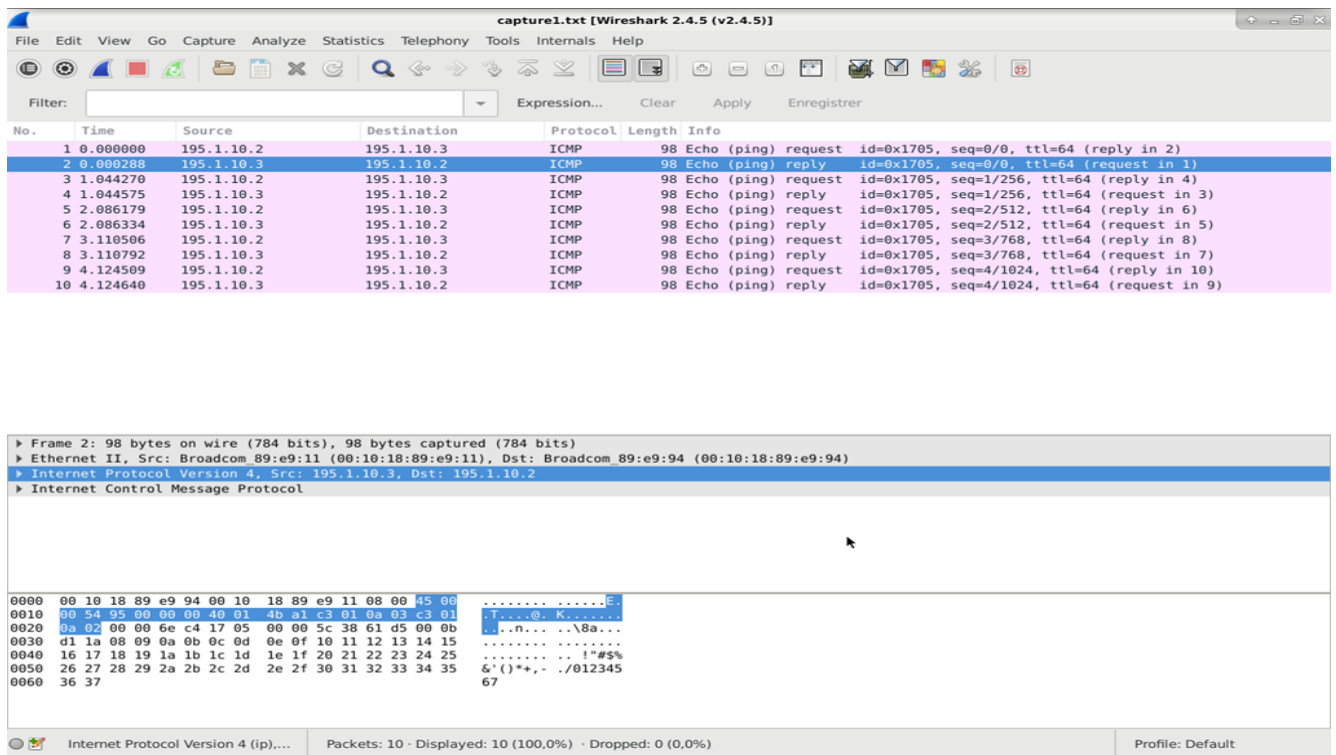 capture1.txt [Wireshark 2.4.5 (v2.4.5)]
File Edit View Go Capture Analyze Statistics Telephony Tools Internals Help
Filter: Expression... Clear Apply Enregistrer
No. Time Source Destination Protocol Length Info
1 0.000000 195.1.10.2 195.1.10.3 ICMP 98 Echo (ping) request id=0x1705, seq=0/0, ttl=64 (reply in 2)
2 0.000288 195.1.10.3 195.1.10.2 ICMP 98 Echo (ping) reply id=0x1705, seq=0/0, ttl=64 (request in 1)
3 1.044270 195.1.10.2 195.1.10.3 ICMP 98 Echo (ping) request id=0x1705, seq=1/256, ttl=64 (reply in 4)
4 1.044575 195.1.10.3 195.1.10.2 ICMP 98 Echo (ping) reply id=0x1705, seq=1/256, ttl=64 (request in 3)
5 2.086179 195.1.10.2 195.1.10.3 ICMP 98 Echo (ping) request id=0x1705, seq=2/512, ttl=64 (reply in 6)
6 2.086334 195.1.10.3 195.1.10.2 ICMP 98 Echo (ping) reply id=0x1705, seq=2/512, ttl=64 (request in 5)
7 3.110506 195.1.10.2 195.1.10.3 ICMP 98 Echo (ping) request id=0x1705, seq=3/768, ttl=64 (reply in 8)
8 3.110792 195.1.10.3 195.1.10.2 ICMP 98 Echo (ping) reply id=0x1705, seq=3/768, ttl=64 (request in 7)
9 4.124509 195.1.10.2 195.1.10.3 ICMP 98 Echo (ping) request id=0x1705, seq=4/1024, ttl=64 (reply in 10)
10 4.124640 195.1.10.3 195.1.10.2 ICMP 98 Echo (ping) reply id=0x1705, seq=4/1024, ttl=64 (request in 9)
Frame 2: 98 bytes on wire (784 bits), 98 bytes captured (784 bits)
Ethernet II, Src: Broadcom_89:e9:11 (00:10:18:89:e9:11), Dst: Broadcom_89:e9:94 (00:10:18:89:e9:94)
Internet Protocol Version 4, Src: 195.1.10.3, Dst: 195.1.10.2
Internet Control Message Protocol
0000 00 10 18 89 e9 94 00 10 18 89 e9 11 08 00 45 00 ........ ......E.
0010 00 54 95 00 00 00 40 01 4b a1 c3 01 0a 03 c3 01 .T....@. K.......
0020 0a 02 00 00 6e c4 17 05 00 00 5c 38 61 d5 00 0b ....n... ..\8a...
0030 d1 1a 08 09 0a 0b 0c 0d 0e 0f 10 11 12 13 14 15 ........ ........
0040 16 17 18 19 1a 1b 1c 1d 1e 1f 20 21 22 23 24 25 ........ .. !"#$%
0050 26 27 28 29 2a 2b 2c 2d 2e 2f 30 31 32 33 34 35 &'()*+,- ./012345
0060 36 37 67
Internet Protocol Version 4 (ip),... Packets: 10 · Displayed: 10 (100,0%) · Dropped: 0 (0,0%) Profile: Default